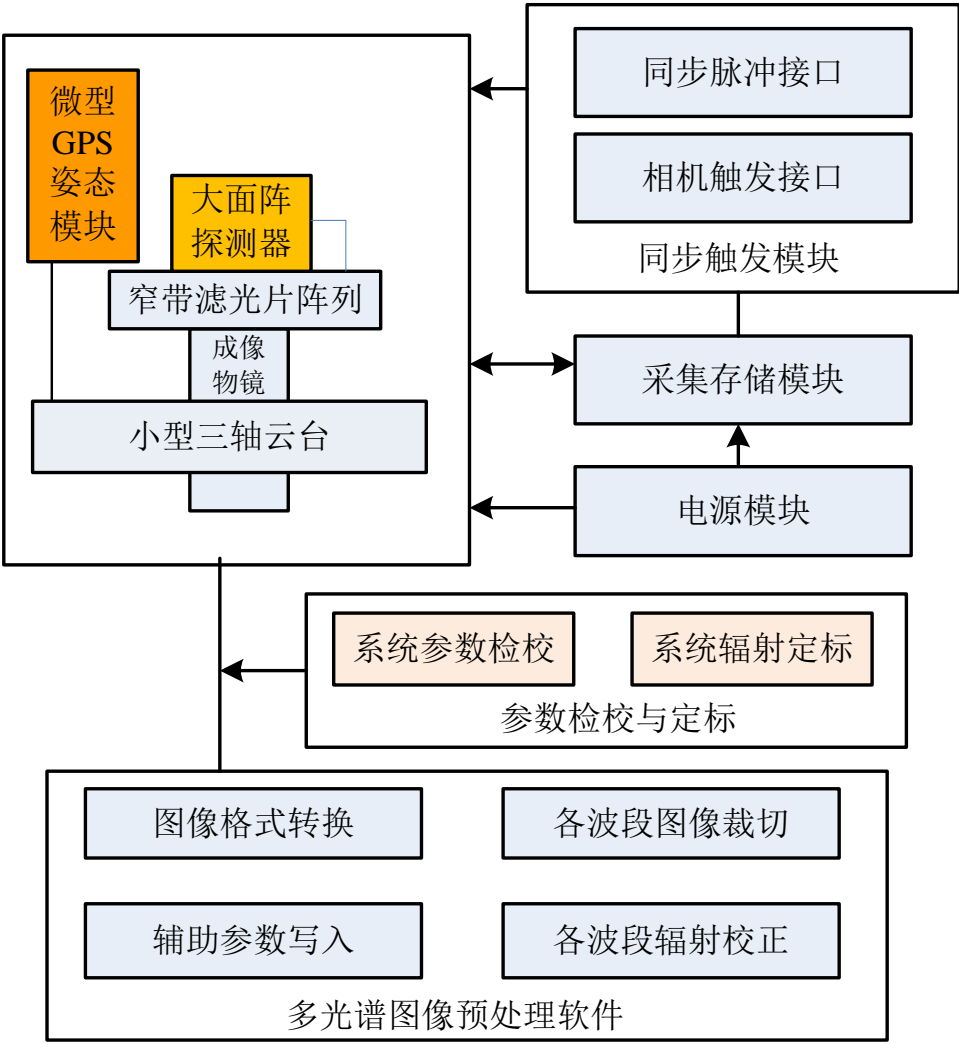 微型
GPS
姿态
模块
大面阵
探测器
窄带滤光片阵列
成像
物镜
小型三轴云台
同步脉冲接口
相机触发接口
同步触发模块
采集存储模块
电源模块
系统参数检校
系统辐射定标
参数检校与定标
图像格式转换
各波段图像裁切
辅助参数写入
各波段辐射校正
多光谱图像预处理软件